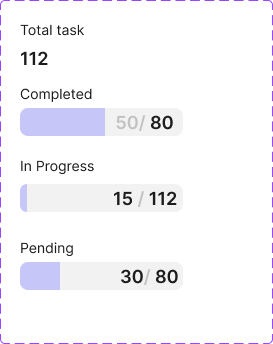 Total task
112
Completed
50/ 80
In Progress
15 / 112
Pending
30/ 80